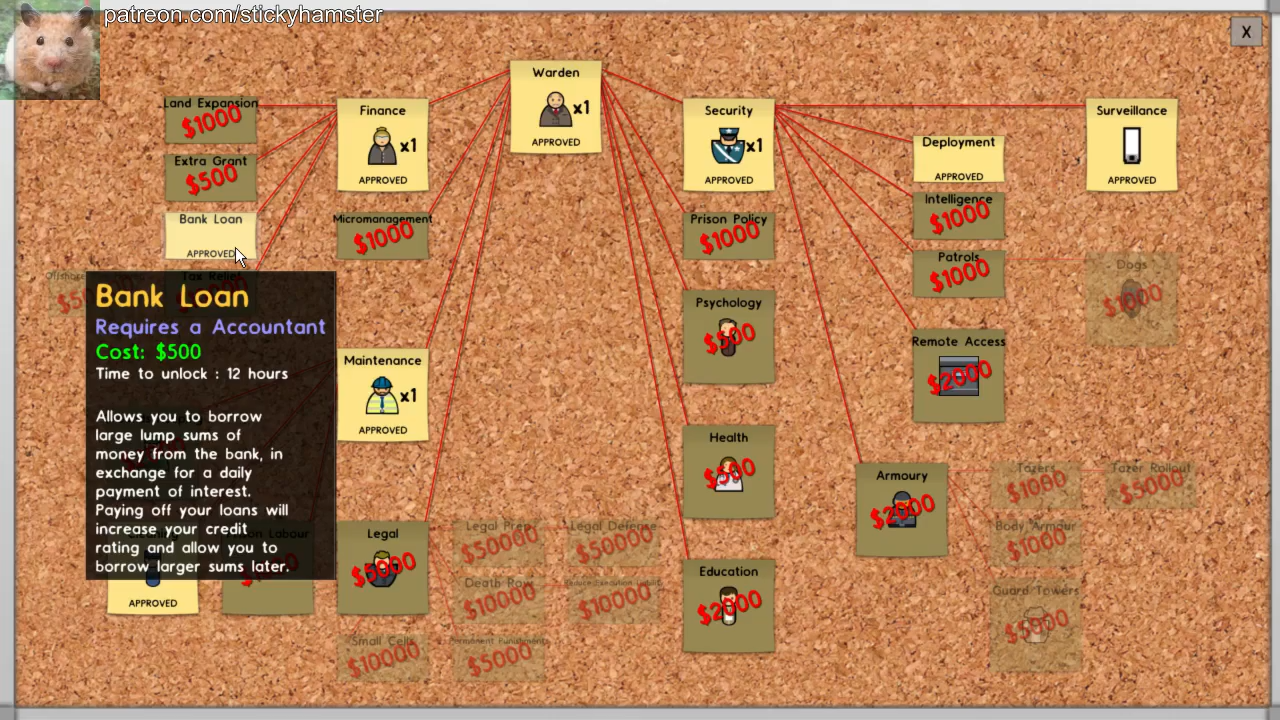 patreon.com/stickyhamster
X
Warden
x1
APPROVED
Land Expansion
$1000
Finance
x1
APPROVED
Security
x1
APPROVED
Surveillance
APPROVED
Deployment
APPROVED
Extra Grant
$500
Intelligence
$1000
Bank Loan
APPROVED
Micromanagement
$1000
Prison Policy
$1000
Patrols
$1000
Dogs
$1000
Offshore
Tax Relief
Bank Loan
Requires a Accountant
Cost: $500
Time to unlock : 12 hours
Allows you to borrow
large lump sums of
money from the bank, in
exchange for a daily
payment of interest.
Paying off your loans will
increase your credit
rating and allow you to
borrow larger sums later.
Psychology
$500
Remote Access
$2000
Maintenance
x1
APPROVED
Health
$500
Armoury
$2000
Tazers
$1000
Tazer Rollout
$5000
Body Armour
$1000
Guard Towers
$5000
Labour
APPROVED
Legal
$5000
Legal Prep
$50000
Legal Defense
$50000
Death Row
$10000
$10000
Education
$2000
Small Cells
$10000
Permanent Punishments
$5000